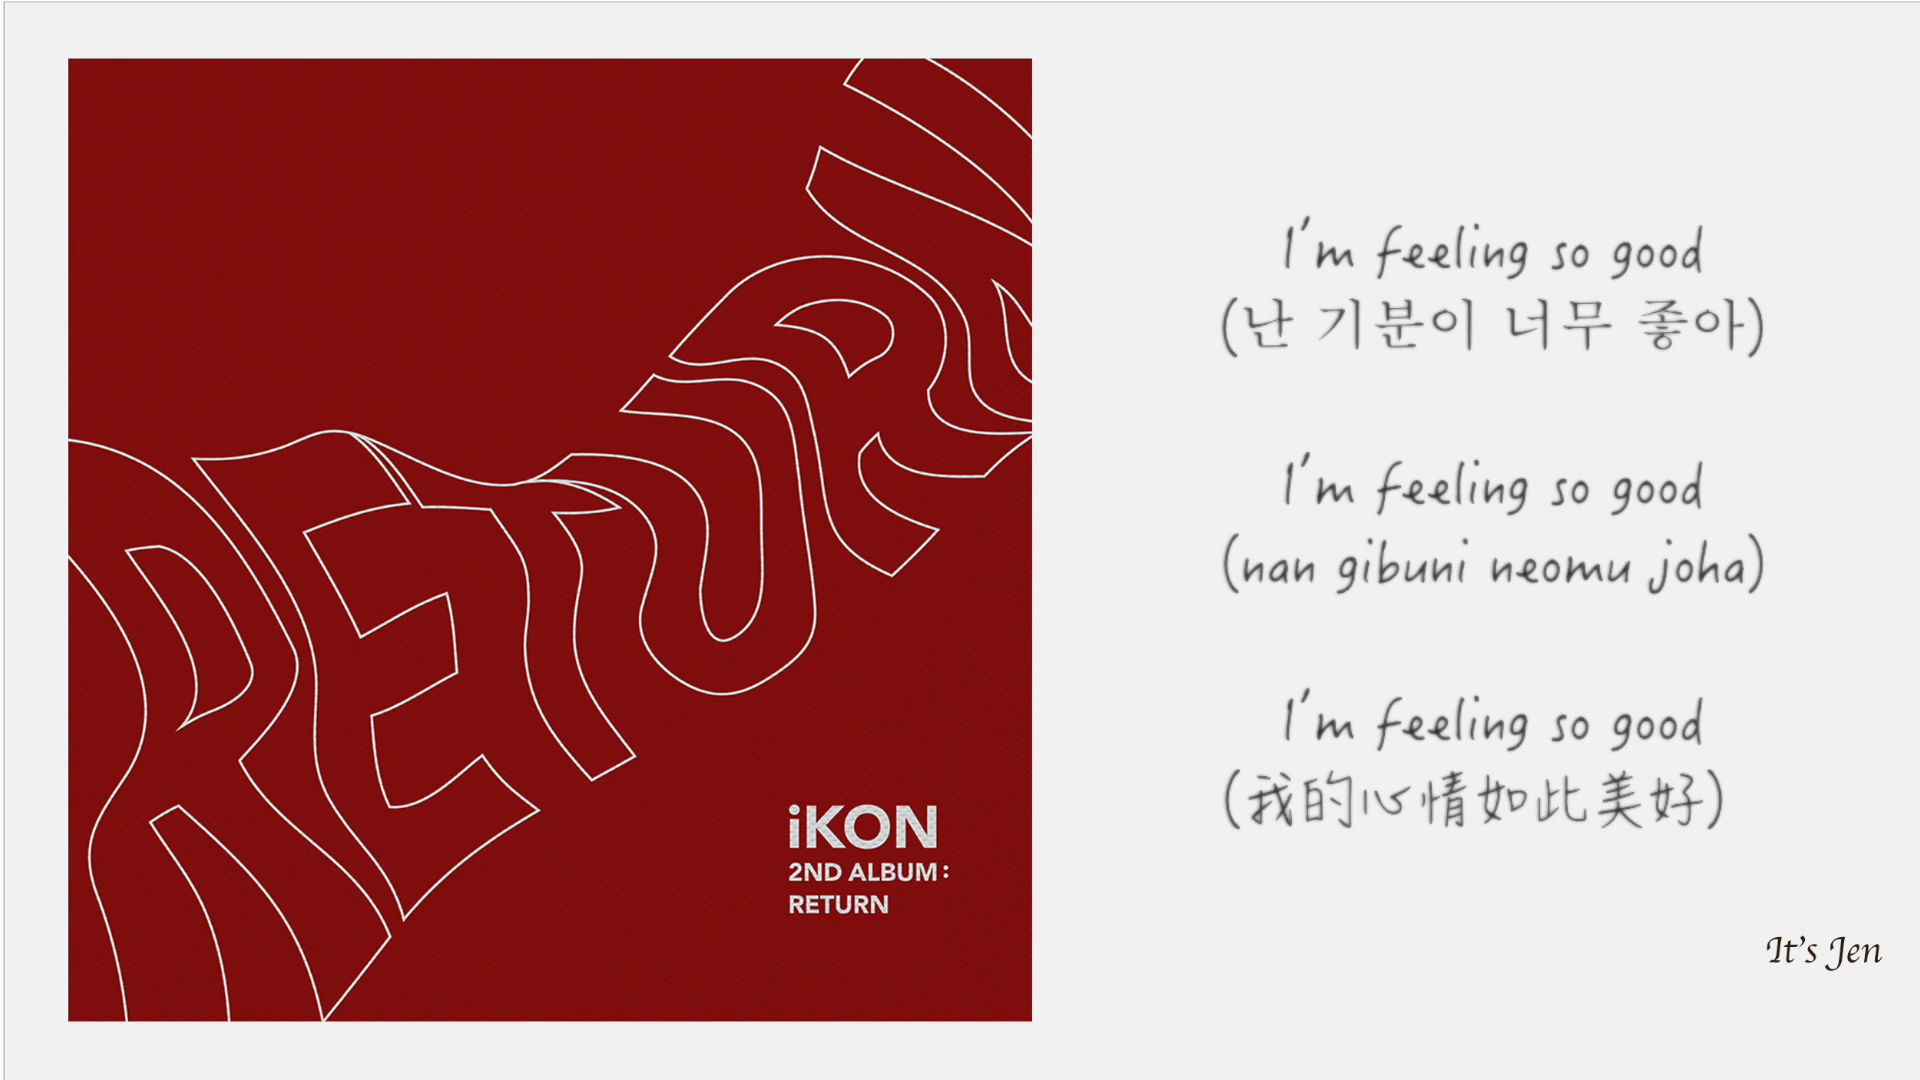 RETURN
iKON
2ND ALBUM:
RETURN
I'm feeling so good
(난 기분이 너무 좋아)
I'm feeling so good
(nan gibuni neomu joha)
I'm feeling so good
(我的心情如此美好)
It's Jen